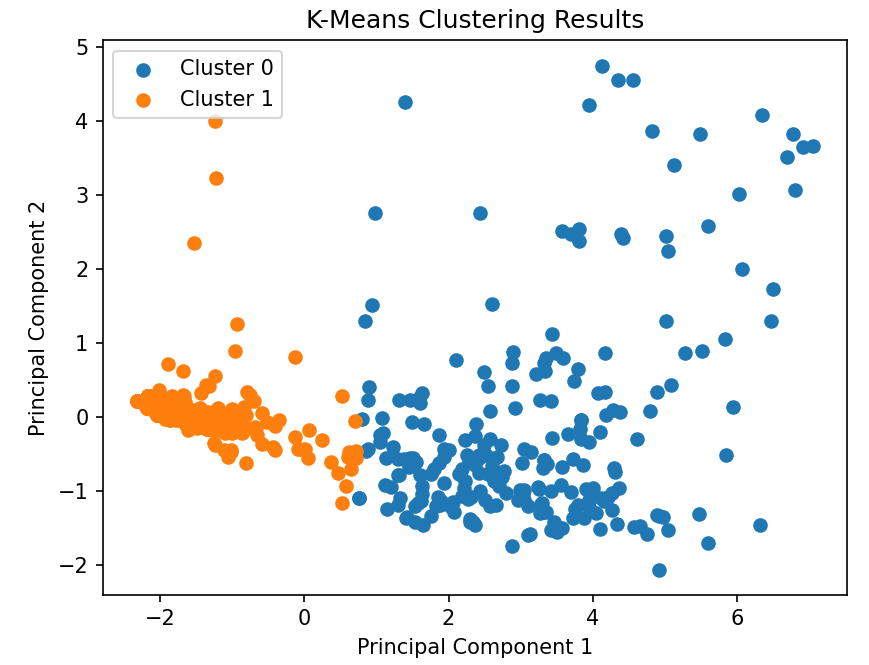 K-Means Clustering Results
Cluster 0
Cluster 1
5
4
3
2
1
0
−1
−2
Principal Component 2
−2
0
2
4
6
Principal Component 1